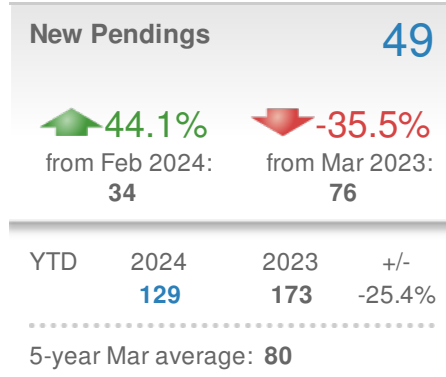 New Pendings 49
44.1% -35.5%
from Feb 2024: from Mar 2023:
34 76
YTD 2024 2023 +/-
129 173 -25.4%
5-year Mar average: 80